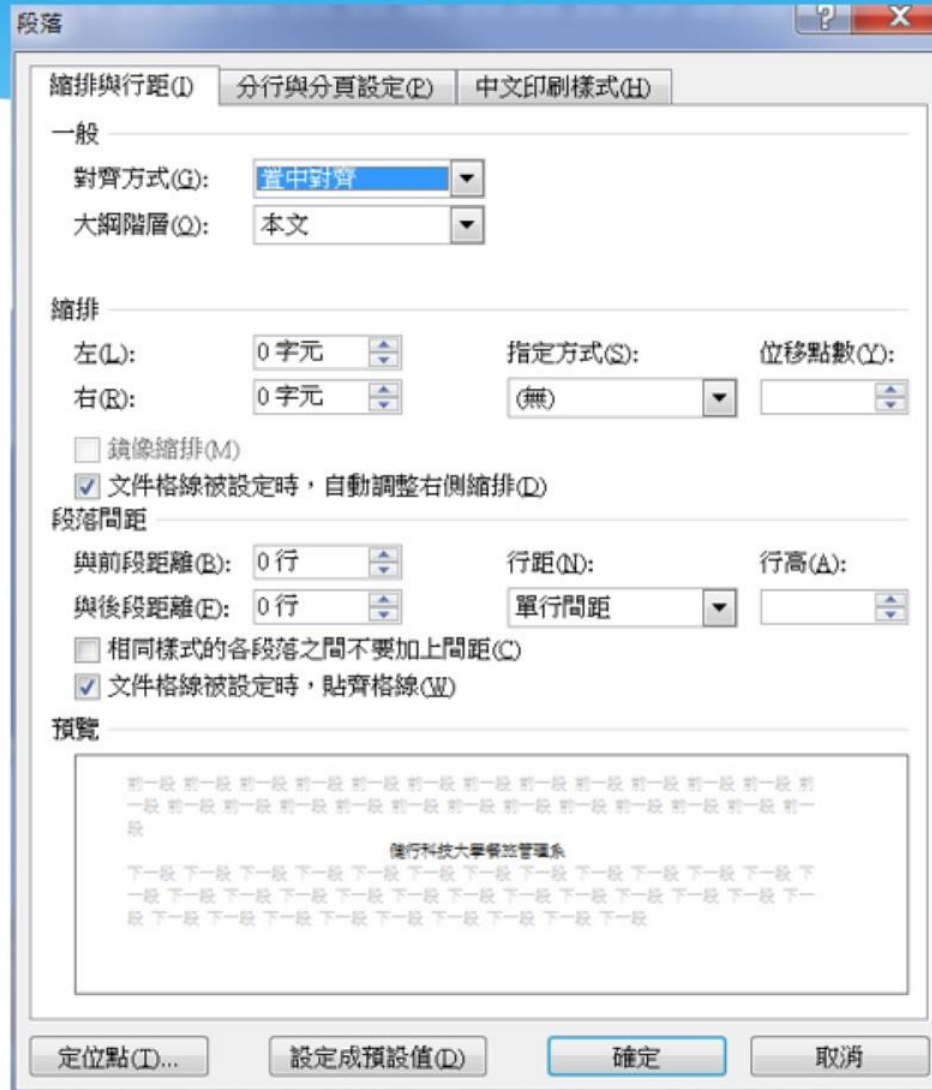 段落
縮排與行距(I) 分行與分頁設定(P) 中文印刷樣式(H)
一般
對齊方式(G): 置中對齊
大綱階層(O): 本文
縮排
左(L): 0 字元 指定方式(S): 位移點數(Y):
右(R): 0 字元 (無)
鏡像縮排(M)
文件格線被設定時，自動調整右側縮排(D)
段落間距
與前段距離(B): 0 行 行距(N): 行高(A):
與後段距離(F): 0 行 單行間距
相同樣式的各段落之間不要加上間距(C)
文件格線被設定時，貼齊格線(W)
預覽
前一段 前一段 前一段 前一段 前一段 前一段 前一段 前一段 前一段 前一段 前一段 前一段 前
一段 前一段 前一段 前一段 前一段 前一段 前一段 前一段 前一段 前一段 前一段 前一段 前一
段
健行科技大學餐旅管理系
下一段 下一段 下一段 下一段 下一段 下一段 下一段 下一段 下一段 下一段 下一段 下一段 下
一段 下一段 下一段 下一段 下一段 下一段 下一段 下一段 下一段 下一段 下一段 下一段 下一
段 下一段 下一段 下一段 下一段 下一段 下一段 下一段 下一段 下一段
定位點(T)... 設定成預設值(D) 確定 取消